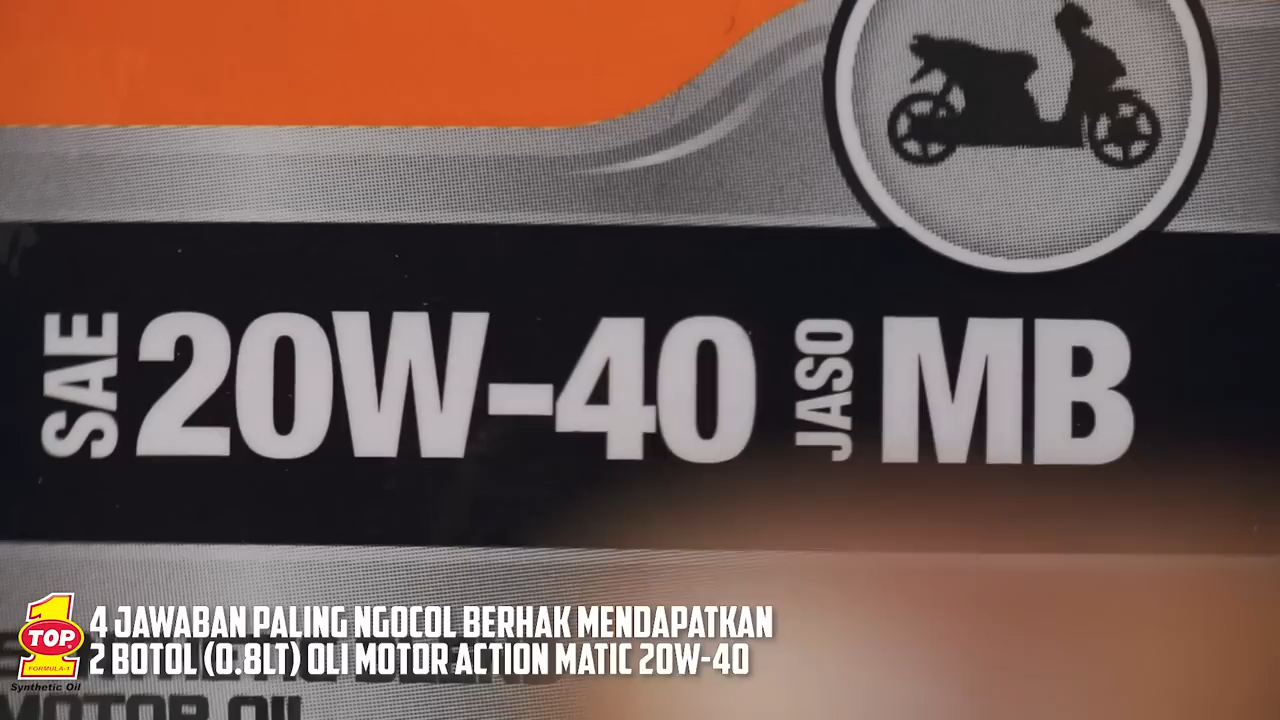 SAE 20W-40 JASO MB
4 JAWABAN PALING NGOCOL BERHAK MENDAPATKAN
2 BOTOL (0.8LT) OLI MOTOR ACTION MATIC 20W-40
TOP 1
FORMULA-1
Synthetic Oil
MOTOR OIL